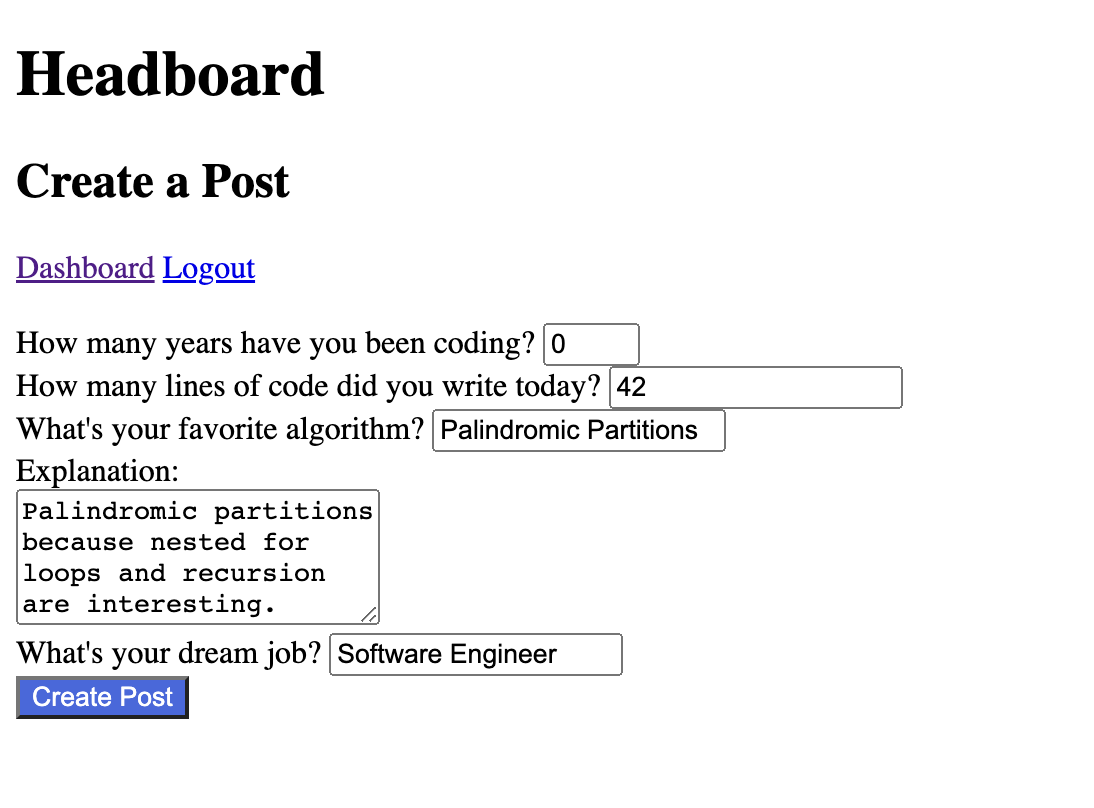 Headboard
Create a Post
Dashboard Logout
How many years have you been coding? 0
How many lines of code did you write today? 42
What's your favorite algorithm? Palindromic Partitions
Explanation:
Palindromic partitions
because nested for
loops and recursion
are interesting.
What's your dream job? Software Engineer
Create Post